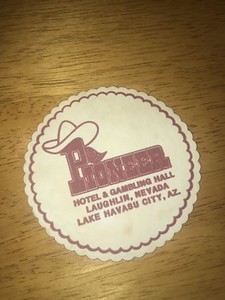 PIONEER
HOTEL & GAMBLING HALL
LAUGHLIN, NEVADA
LAKE HAVASU CITY, AZ.